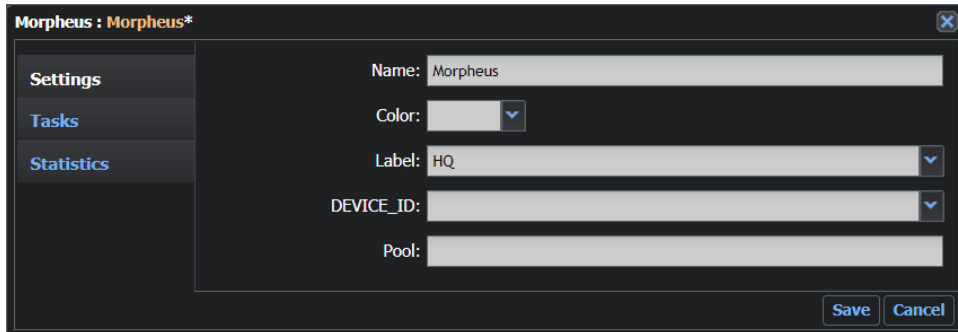 Morpheus : Morpheus*
Settings
Tasks
Statistics
Name: Morpheus
Color:
Label: HQ
DEVICE_ID:
Pool:
Save Cancel